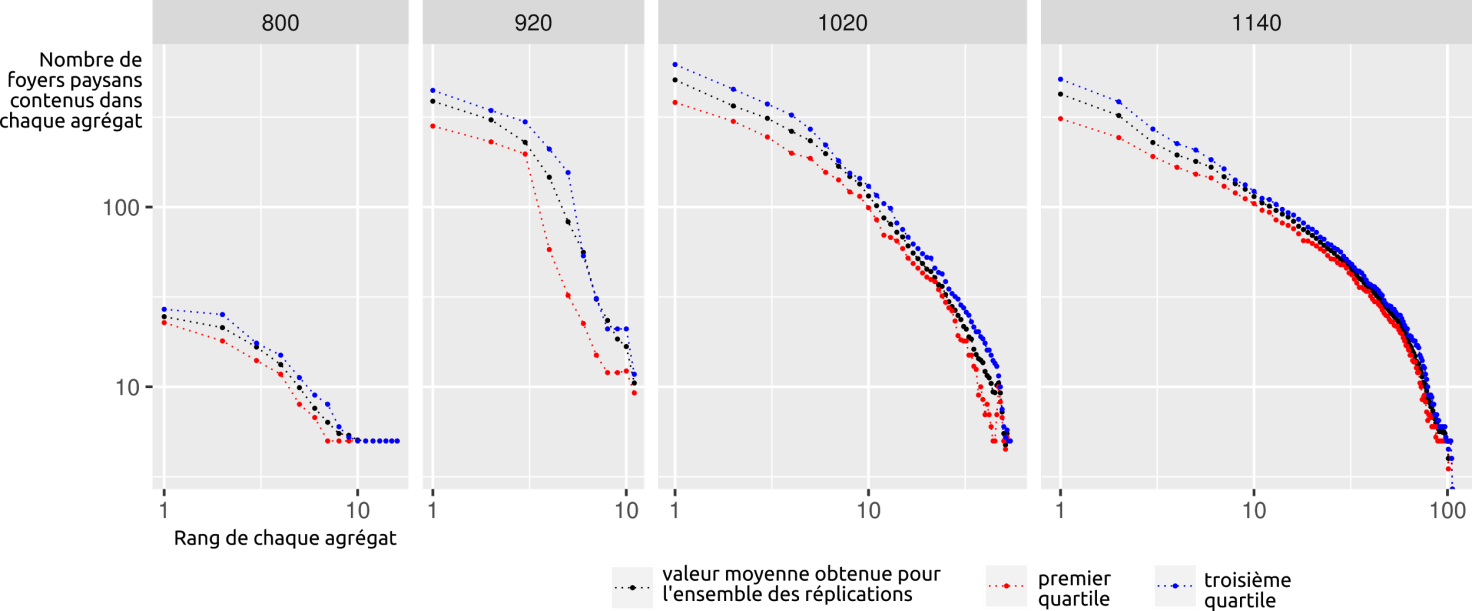 800
920
1020
1140
Nombre de
foyers paysans
contenus dans
chaque agrégat
100
10
1
10
1
10
1
10
1
10
100
Rang de chaque agrégat
valeur moyenne obtenue pour
l'ensemble des réplications
premier
quartile
troisième
quartile